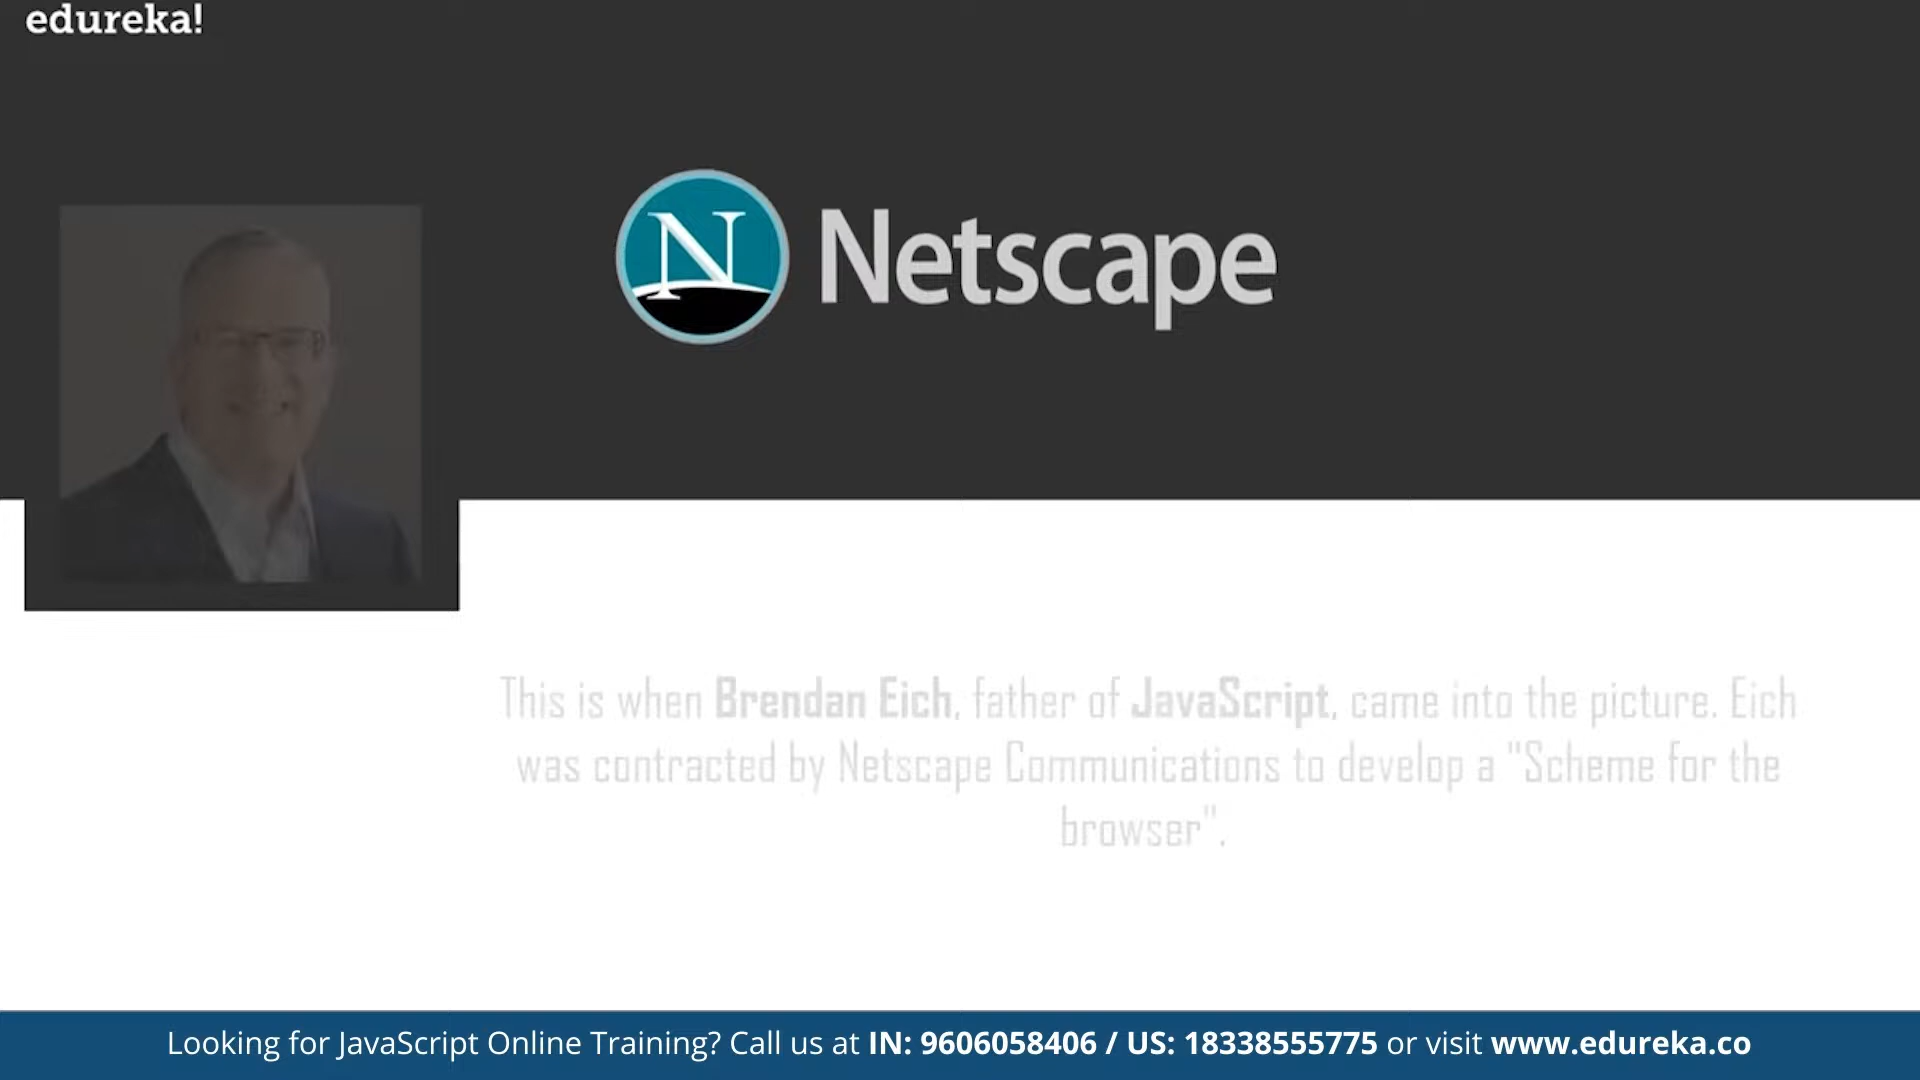 edureka!
N Netscape
This is when Brendan Eich, father of JavaScript, came into the picture. Eich
was contracted by Netscape Communications to develop a "Scheme for the
browser".
Looking for JavaScript Online Training? Call us at IN: 9606058406 / US: 18338555775 or visit www.edureka.co